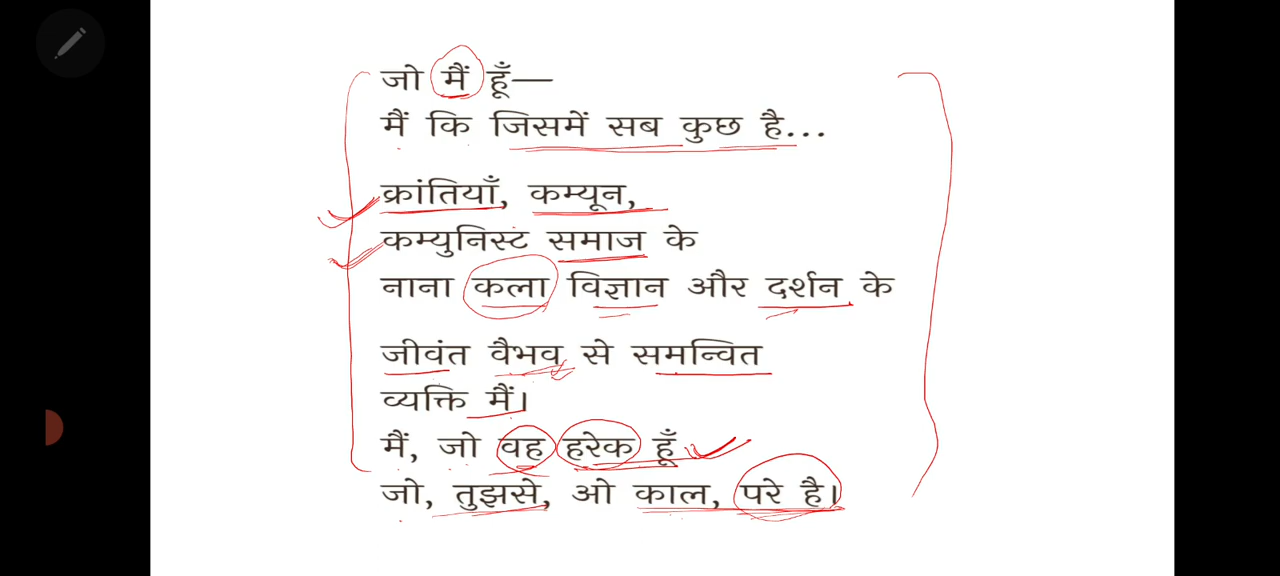 जो मैं हूँ—
मैं कि जिसमें सब कुछ है...
क्रांतियाँ, कम्यून,
कम्युनिस्ट समाज के
नाना कला विज्ञान और दर्शन के
जीवंत वैभव से समन्वित
व्यक्ति मैं।
मैं, जो वह हरेक हूँ
जो, तुझसे, ओ काल, परे है।